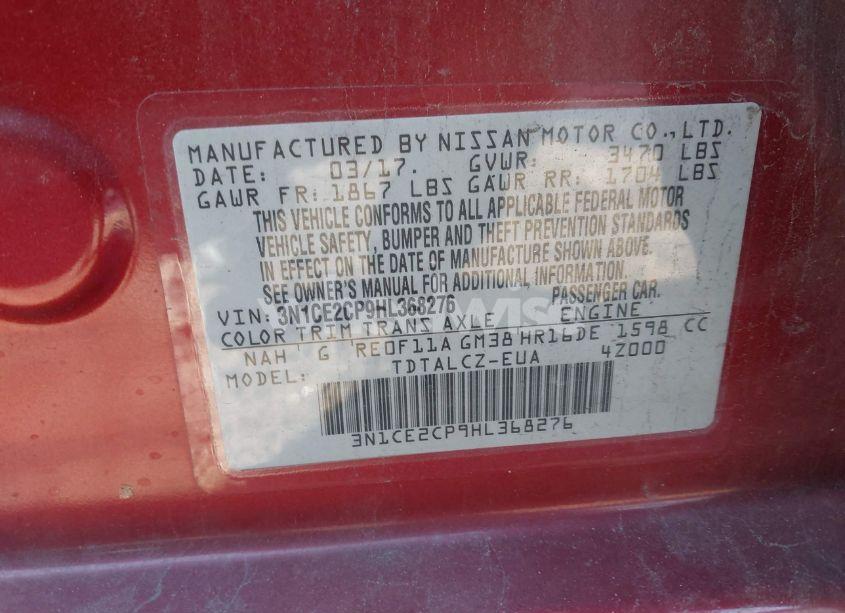 MANUFACTURED BY NISSAN MOTOR CO., LTD.
DATE: 03/17. GVWR: 3470 LBS
GAWR FR: 1867 LBS GAWR RR: 1704 LBS
THIS VEHICLE CONFORMS TO ALL APPLICABLE FEDERAL MOTOR
VEHICLE SAFETY, BUMPER AND THEFT PREVENTION STANDARDS
IN EFFECT ON THE DATE OF MANUFACTURE SHOWN ABOVE.
SEE OWNER'S MANUAL FOR ADDITIONAL INFORMATION.
VIN: 3N1CE2CP9HL368276 PASSENGER CAR.
COLOR TRIM TRANS AXLE ENGINE
NAH G RE0F11A GM38 HR16DE 1598 CC
MODEL: TDTALCZ-EUA 4Z000
3N1CE2CP9HL368276